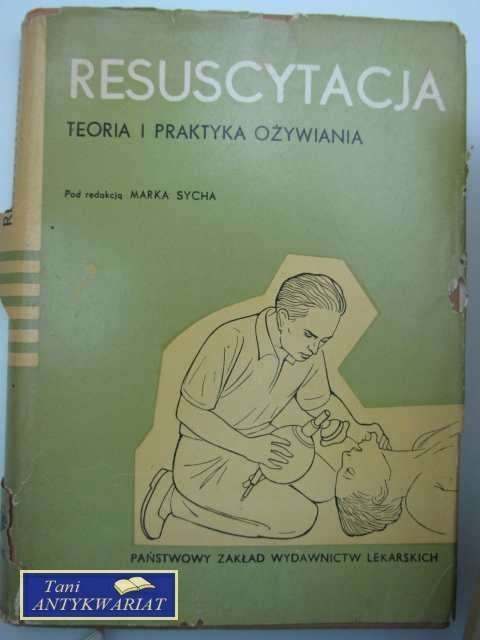 RESUSCYTACJA
TEORIA I PRAKTYKA OŻYWIANIA
Pod redakcją MARKA SYCHA
PAŃSTWOWY ZAKŁAD WYDAWNICTW LEKARSKICH
Tani
ANTYKWARIAT